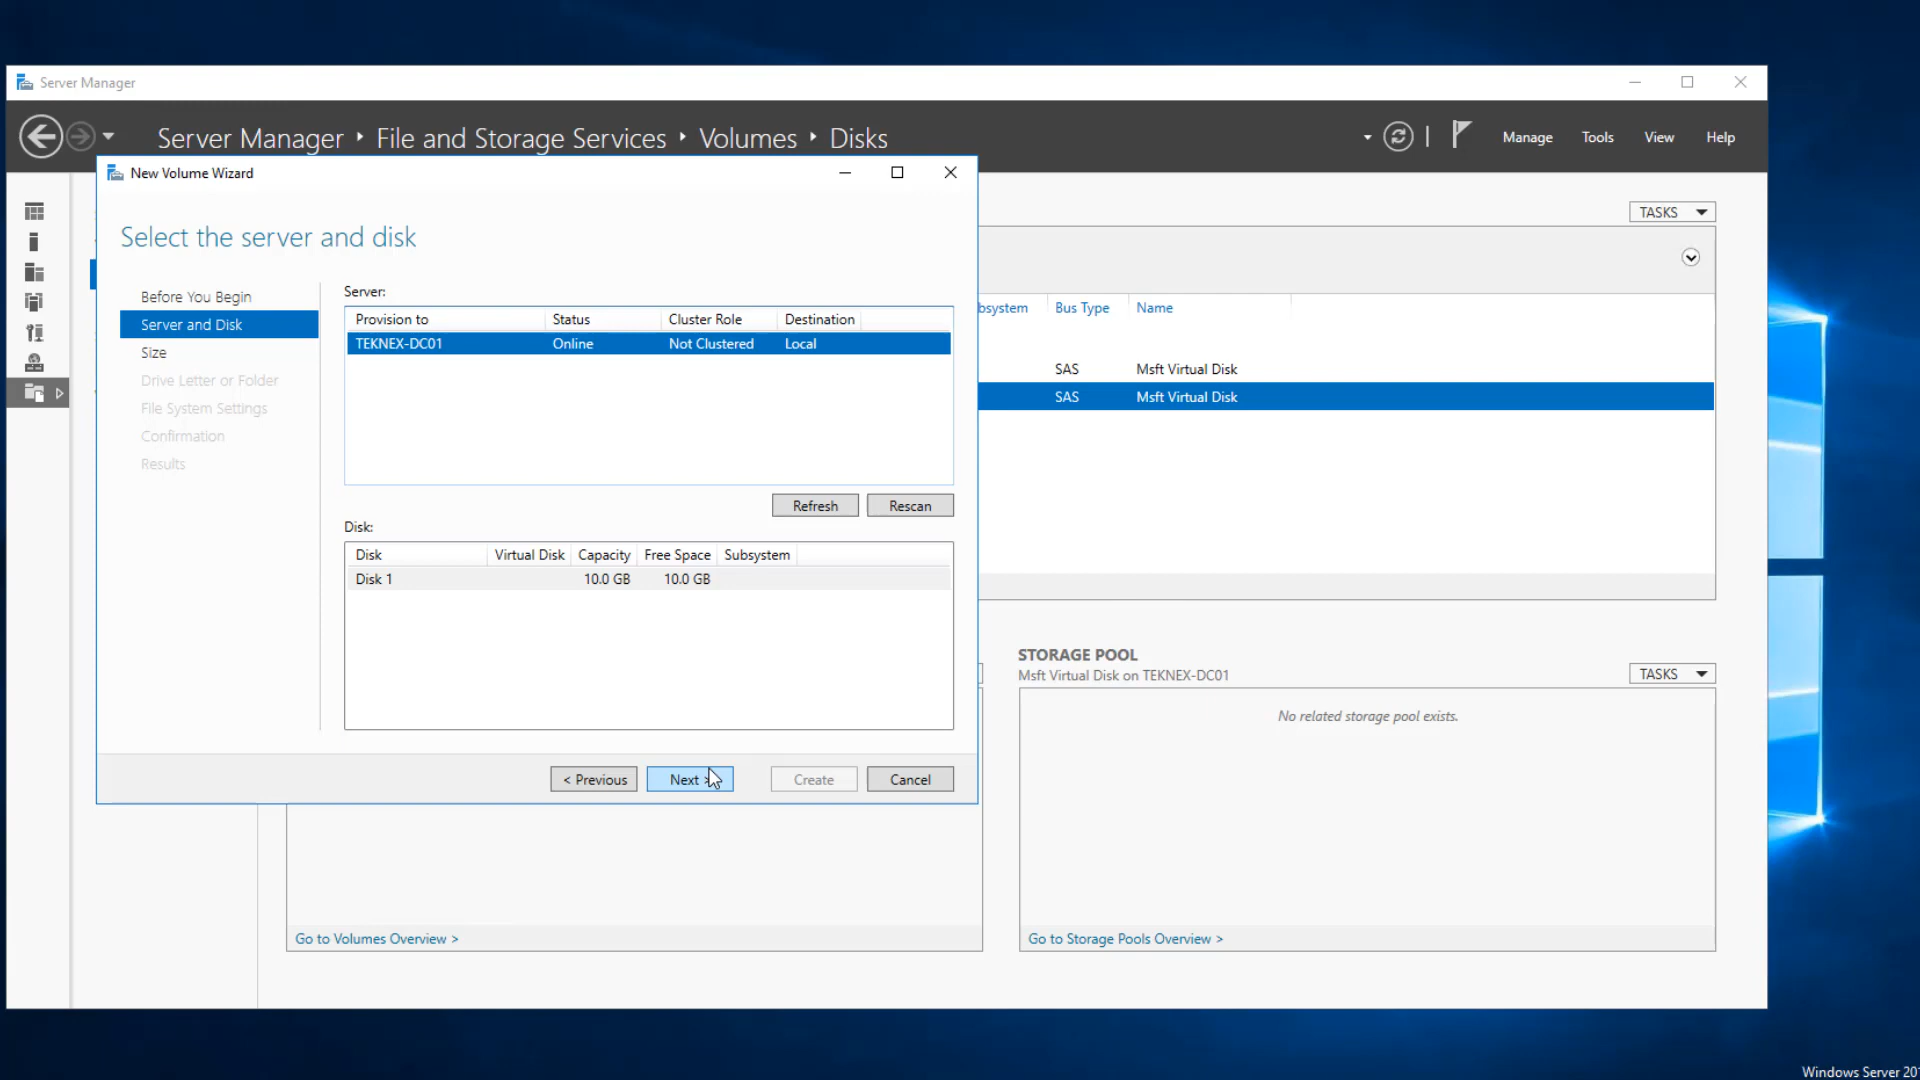 Server Manager
Server Manager File and Storage Services Volumes Disks
Manage Tools View Help
New Volume Wizard
TASKS
Select the server and disk
Before You Begin
Server and Disk
Size
Drive Letter or Folder
File System Settings
Confirmation
Results
Server:
Provision to Status Cluster Role Destination
TEKNEX-DC01 Online Not Clustered Local
Refresh Rescan
Disk:
Disk Virtual Disk Capacity Free Space Subsystem
Disk 1 10.0 GB 10.0 GB
< Previous Next > Create Cancel
bsystem Bus Type Name
SAS Msft Virtual Disk
SAS Msft Virtual Disk
STORAGE POOL
Msft Virtual Disk on TEKNEX-DC01
TASKS
No related storage pool exists.
Go to Volumes Overview >
Go to Storage Pools Overview >
Windows Server 201